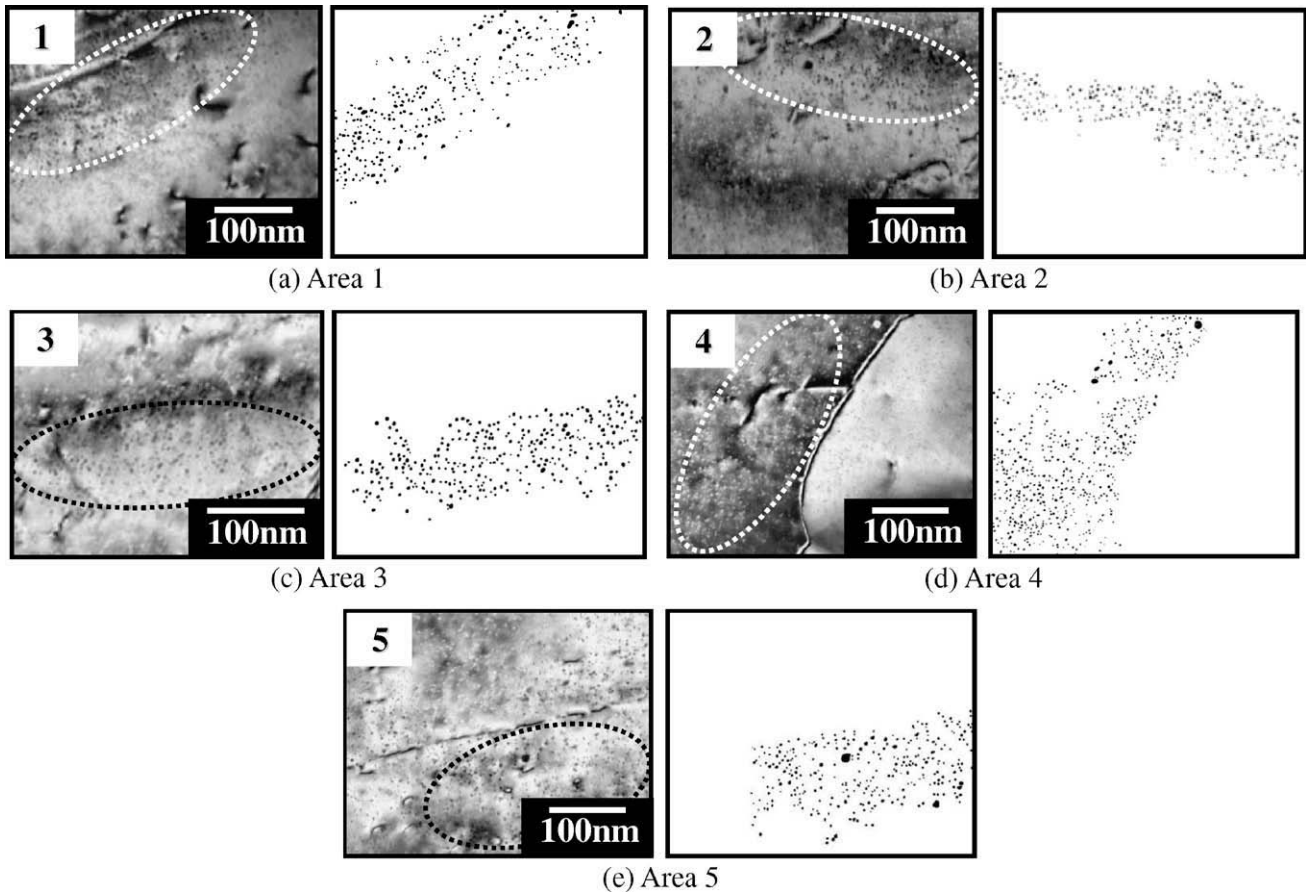 1
100nm
2
100nm
(a) Area 1
(b) Area 2
3
100nm
4
100nm
(c) Area 3
(d) Area 4
5
100nm
(e) Area 5